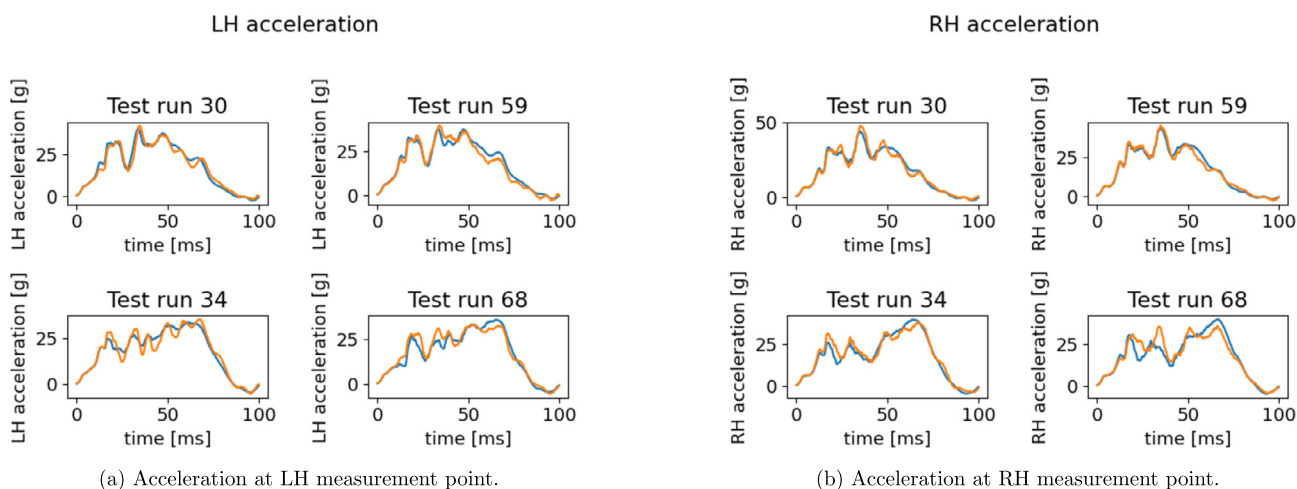 LH acceleration
RH acceleration
LH acceleration [g]
Test run 30
25
0
0
50
100
time [ms]
LH acceleration [g]
Test run 59
25
0
0
50
100
time [ms]
RH acceleration [g]
Test run 30
50
0
0
50
100
time [ms]
RH acceleration [g]
Test run 59
25
0
0
50
100
time [ms]
LH acceleration [g]
Test run 34
25
0
0
50
100
time [ms]
LH acceleration [g]
Test run 68
25
0
0
50
100
time [ms]
RH acceleration [g]
Test run 34
25
0
0
50
100
time [ms]
RH acceleration [g]
Test run 68
25
0
0
50
100
time [ms]
(a) Acceleration at LH measurement point.
(b) Acceleration at RH measurement point.